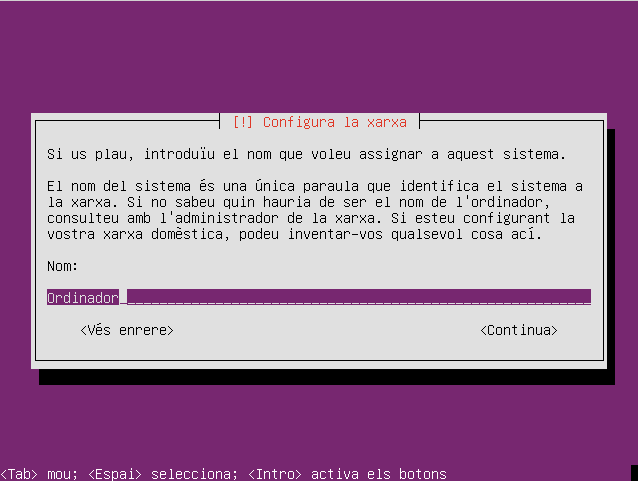 [!] Configura la xarxa
Si us plau, introduïu el nom que voleu assignar a aquest sistema.
El nom del sistema és una única paraula que identifica el sistema a
la xarxa. Si no sabeu quin hauria de ser el nom de l'ordinador,
consulteu amb l'administrador de la xarxa. Si esteu configurant la
vostra xarxa domèstica, podeu inventar-vos qualsevol cosa ací.
Nom:
Ordinador
<Vés enrere> <Continua>
<Tab> mou; <Espai> selecciona; <Intro> activa els botons